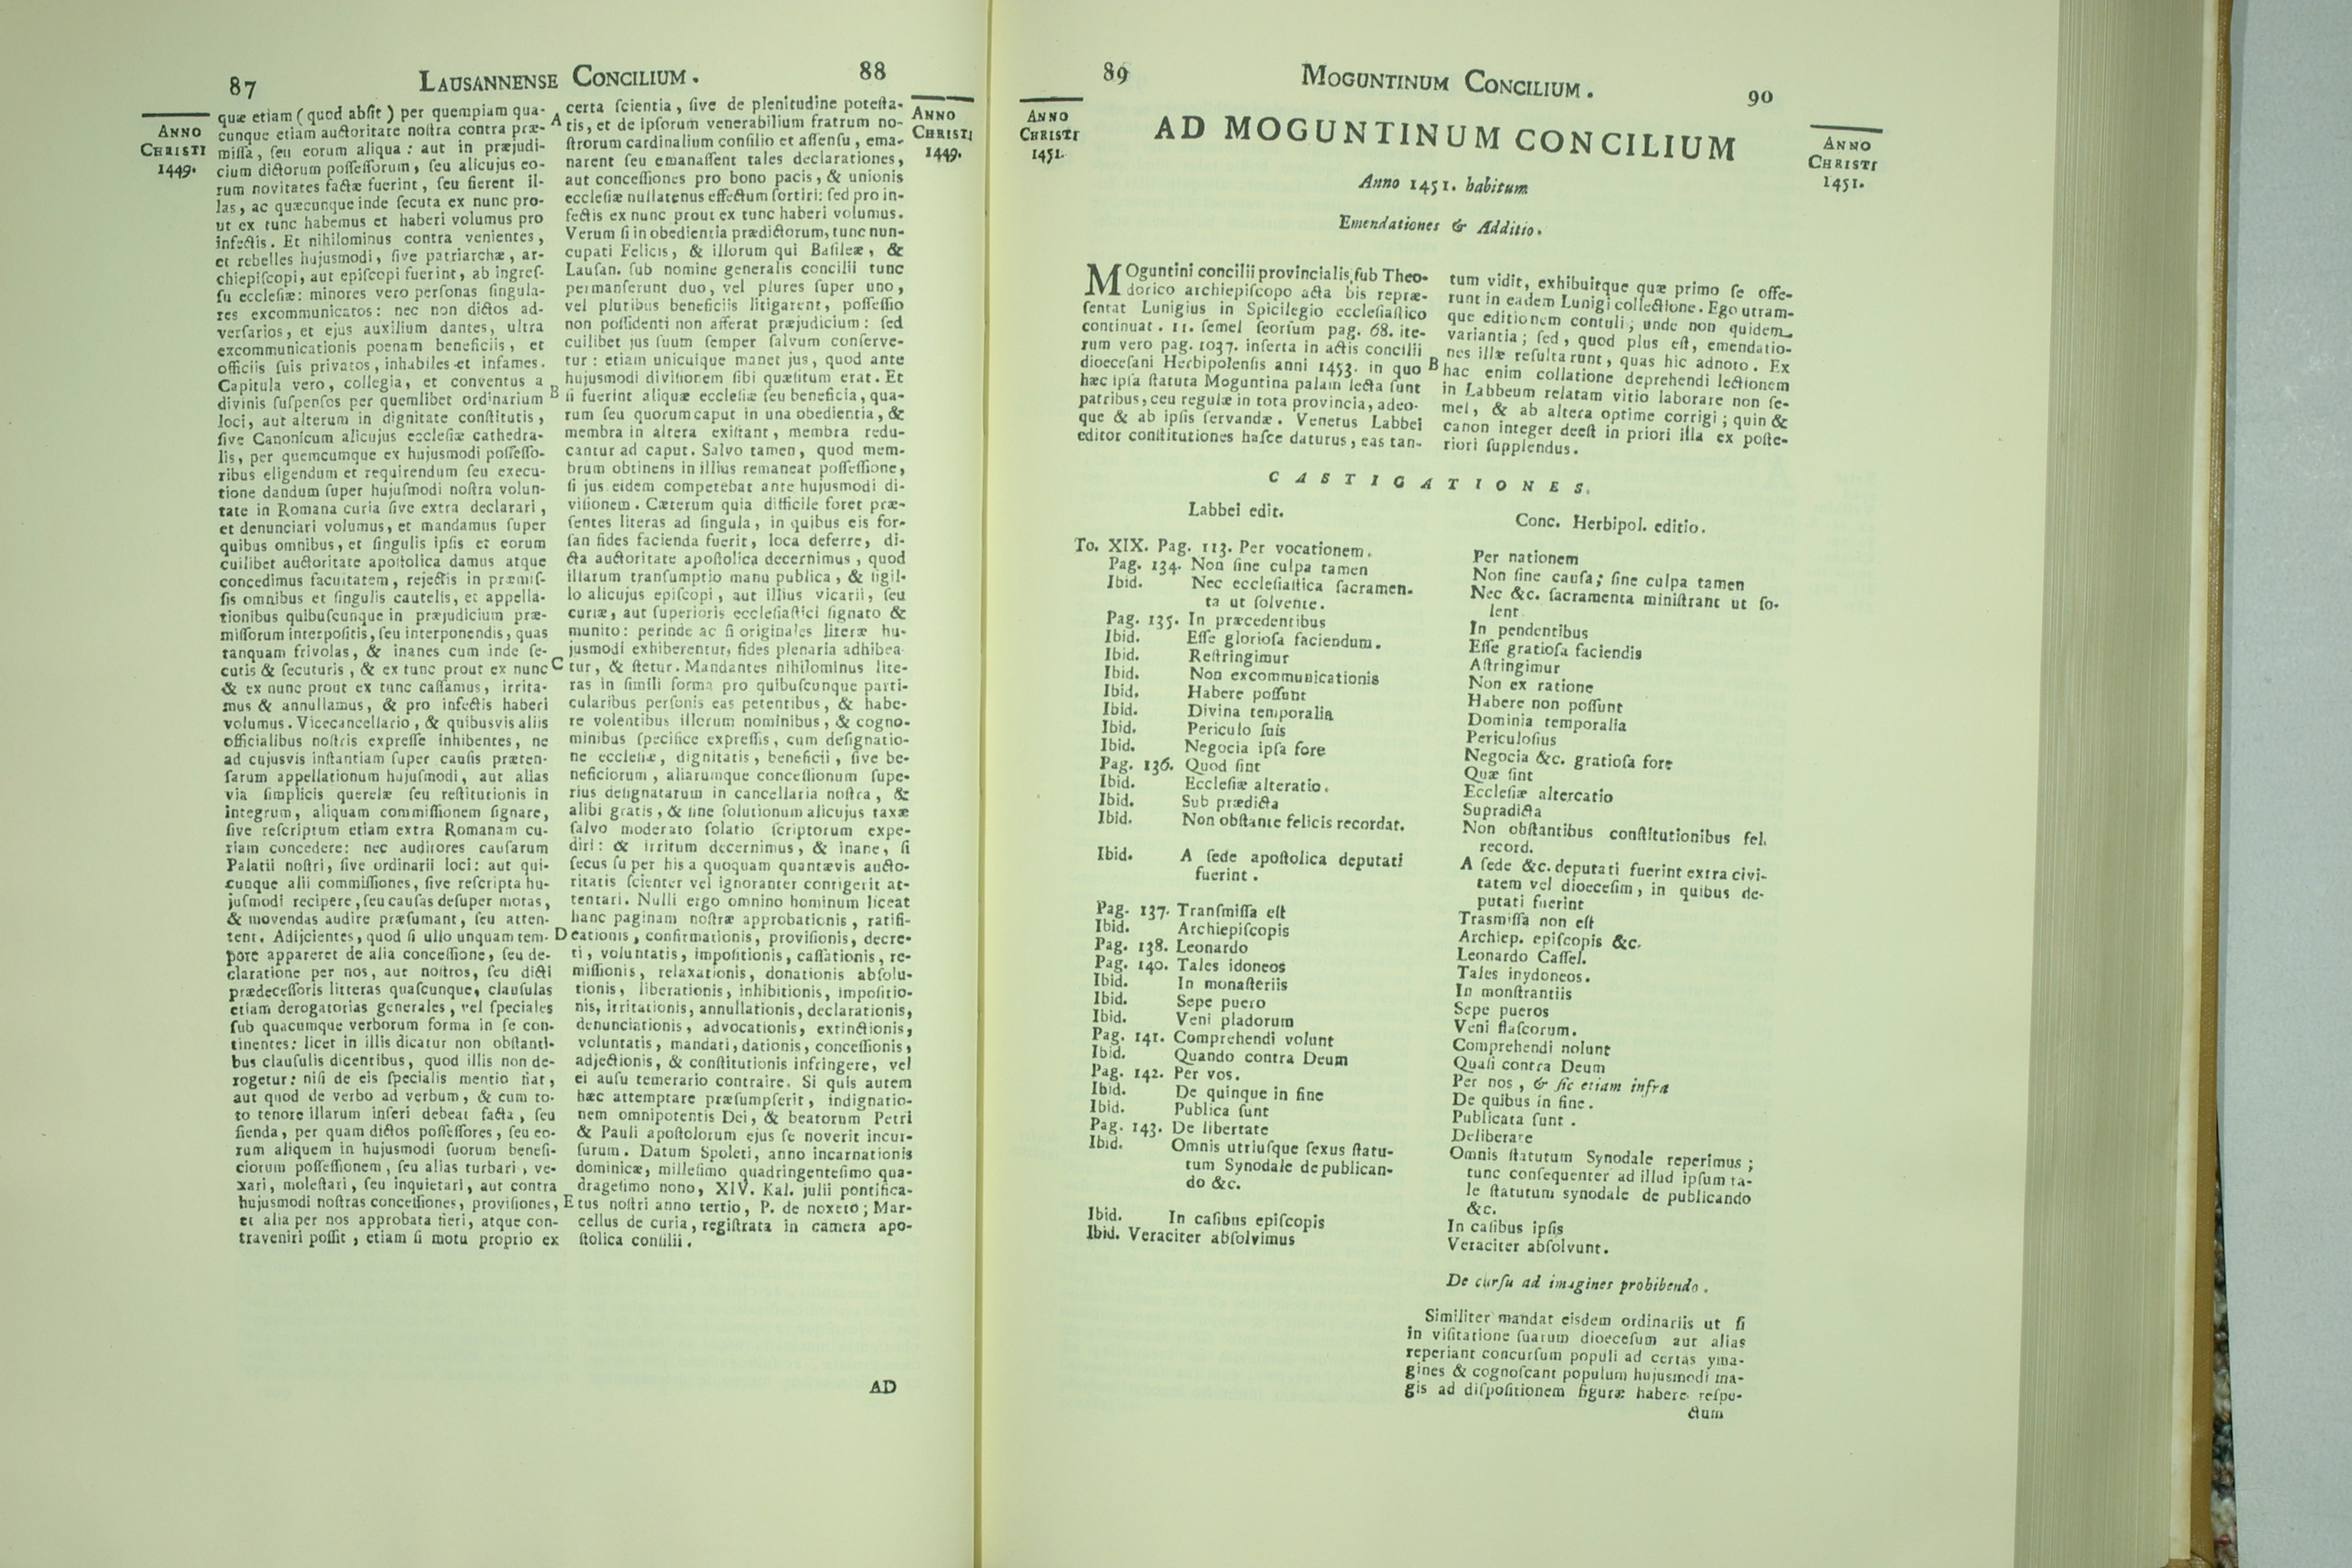 87
LAUSANNENSE CONCILIUM.
88
ANNO
CHRISTI
1449.
quæ etiam (quod abſit) per quempiam qua-
cunque etiam auctoritate noſtra contra præ-
miſſa, ſeu eorum aliqua: aut in præjudi-
cium dictorum poſſeſſorum, ſeu alicujus eo-
rum novitates factæ fuerint, ſeu fierent il-
las, ac quæcunque inde ſecuta ex nunc pro-
ut ex tunc habemus et haberi volumus pro
infectis. Et nihilominus contra venientes,
et rebelles hujusmodi, ſive patriarchæ, ar-
chiepiſcopi, aut epiſcopi fuerint, ab ingreſ-
ſu eccleſiæ: minores vero perſonas ſingula-
res excommunicatos: nec non dictos ad-
verſarios, et ejus auxilium dantes, ultra
excommunicationis poenam beneficiis, et
officiis ſuis privatos, inhabiles et infames.
Capitula vero, collegia, et conventus a
divinis ſuſpenſos per quemlibet ordinarium
loci, aut alterum in dignitate conſtitutis,
ſive Canonicum alicujus eccleſiæ cathedra-
lis, per quemcumque ex hujusmodi poſſeſſo-
ribus eligendum et requirendum ſeu execu-
tione dandum ſuper hujuſmodi noſtra volun-
tate in Romana curia ſive extra declarari,
et denunciari volumus, et mandamus ſuper
quibus omnibus, et ſingulis ipſis et eorum
cuilibet auctoritate apoſtolica damus atque
concedimus facultatem, rejectis in præmiſ-
ſis omnibus et ſingulis cautelis, et appella-
tionibus quibuſcunque in præjudicium præ-
miſſorum interpoſitis, ſeu interponendis, quas
tanquam frivolas, & inanes cum inde ſe-
cutis & ſecuturis, & ex tunc prout ex nunc
& ex nunc prout ex tunc caſſamus, irrita-
mus & annullamus, & pro infectis haberi
volumus. Vicecancellario, & quibusvis aliis
officialibus noſtris expreſſe inhibentes, ne
ad cujusvis inſtantiam ſuper cauſis præten-
ſarum appellationum hujuſmodi, aut alias
via ſimplicis querelæ ſeu reſtitutionis in
integrum, aliquam commiſſionem ſignare,
ſive reſcriptum etiam extra Romanam cu-
riam concedere: nec auditores cauſarum
Palatii noſtri, ſive ordinarii loci: aut qui-
cunque alii commiſſiones, ſive reſcripta hu-
juſmodi recipere, ſeu cauſas deſuper motas,
& movendas audire præſumant, ſeu atten-
tent. Adijcientes, quod ſi ullo unquam tem-
pore appareret de alia conceſſione, ſeu de-
claratione per nos, aut noſtros, ſeu dicti
prædeceſſoris litteras quaſcunque, clauſulas
etiam derogatorias generales, vel ſpeciales
ſub quacumque verborum forma in ſe con-
tinentes: licet in illis dicatur non obſtanti-
bus clauſulis dicentibus, quod illis non de-
rogetur: niſi de eis ſpecialis mentio fiat,
aut quod de verbo ad verbum, & cum to-
to tenore illarum inſeri debeat facta, ſeu
fienda, per quam dictos poſſeſſores, ſeu eo-
rum aliquem in hujusmodi ſuorum benefi-
ciorum poſſeſſionem, ſeu alias turbari, ve-
xari, moleſtari, ſeu inquietari, aut contra
hujusmodi noſtras conceſſiones, proviſiones,
et alia per nos approbata fieri, atque con-
traveniri poſſit, etiam ſi motu proprio ex
A
B
C
D
E
certa ſcientia, ſive de plenitudine poteſta-
tis, et de ipſorum venerabilium fratrum no-
ſtrorum cardinalium conſilio et aſſenſu, ema-
narent ſeu emanaſſent tales declarationes,
aut conceſſiones pro bono pacis, & unionis
eccleſiæ nullatenus effectum ſortiri: ſed pro in-
fectis ex nunc prout ex tunc haberi volumus.
Verum ſi in obedientia prædictorum, tunc nun-
cupati Felicis, & illorum qui Baſileæ, &
Lauſan. ſub nomine generalis concilii tunc
permanſerunt duo, vel plures ſuper uno,
vel pluribus beneficiis litigarent, poſſeſſio
non poſſidenti non afferat præjudicium: ſed
cuilibet jus ſuum ſemper ſalvum conſerve-
tur: etiam unicuique manet jus, quod ante
hujusmodi diviſionem ſibi quæſitum erat. Et
ſi fuerint aliquæ eccleſiæ ſeu beneficia, qua-
rum ſeu quorum caput in una obedientia, &
membra in altera exiſtant, membra redu-
cantur ad caput. Salvo tamen, quod mem-
brum obtinens in illius remaneat poſſeſſione,
ſi jus eidem competebat ante hujusmodi di-
viſionem. Cæterum quia difficile foret præ-
ſentes literas ad ſingula, in quibus eis for-
ſan fides facienda fuerit, loca deferre, di-
cta auctoritate apoſtolica decernimus, quod
illarum tranſumptio manu publica, & ſigil-
lo alicujus epiſcopi, aut illius vicarii, ſeu
curiæ, aut ſuperioris eccleſiaſtici ſignato &
munito: perinde ac ſi originales literæ hu-
jusmodi exhiberentur, fides plenaria adhibea-
tur, & ſtetur. Mandantes nihilominus lite-
ras in ſimili forma pro quibuſcunque parti-
cularibus perſonis eas petentibus, & habe-
re volentibus illorum nominibus, & cogno-
minibus ſpecifice expreſſis, cum deſignatio-
ne eccleſiæ, dignitatis, beneficii, ſive be-
neficiorum, aliarumque conceſſionum ſupe-
rius deſignatarum in cancellaria noſtra, &
alibi gratis, & ſine ſolutionum alicujus taxæ
ſalvo moderato ſolatio ſcriptorum expe-
diri: & irritum decernimus, & inane, ſi
ſecus ſuper his a quoquam quantævis aucto-
ritatis ſcienter vel ignoranter contigerit at-
tentari. Nulli ergo omnino hominum liceat
hanc paginam noſtræ approbationis, ratifi-
cationis, confirmationis, proviſionis, decre-
ti, voluntatis, impoſitionis, caſſationis, re-
miſſionis, relaxationis, donationis abſolu-
tionis, liberationis, inhibitionis, impoſitio-
nis, irritationis, annullationis, declarationis,
denunciationis, advocationis, extinctionis,
voluntatis, mandati, dationis, conceſſionis,
adjectionis, & conſtitutionis infringere, vel
ei auſu temerario contraire. Si quis autem
hæc attemptare præſumpſerit, indignatio-
nem omnipotentis Dei, & beatorum Petri
& Pauli apoſtolorum ejus ſe noverit incur-
ſurum. Datum Spoleti, anno incarnationis
dominicæ, milleſimo quadringenteſimo qua-
drageſimo nono, XIV. Kal. julii pontifica-
tus noſtri anno tertio, P. de noxeto; Mar-
cellus de curia, regiſtrata in camera apo-
ſtolica conſilii.
ANNO
CHRISTI
1449.
AD
89
MOGUNTINUM CONCILIUM.
90
ANNO
CHRISTI
1451.
ANNO
CHRISTI
1451.
AD MOGUNTINUM CONCILIUM
Anno 1451. habitum
Emendationes & Additio.
MOguntini concilii provincialis, ſub Theo-
dorico archiepiſcopo acta bis repræ-
ſentat Lunigius in Spicilegio eccleſiaſtico
continuat. 11. ſemel ſeorſum pag. 68. ite-
rum vero pag. 1037. inſerta in actis concilii
dioeceſani Herbipolenſis anni 1453. in quo
hæc ipſa ſtatuta Moguntina palam lecta ſunt
patribus, ceu regulæ in tota provincia, adeo-
que & ab ipſis ſervandæ. Venetus Labbei
editor conſtitutiones haſce daturus, eas tan-
B
tum vidit, exhibuitque quæ primo ſe offe-
runt in eadem Lunigi collectione. Ego utram-
que editionem contuli; unde non quidem
variantia; ſed, quod plus eſt, emendatio-
nes illæ reſultarunt, quas hic adnoto. Ex
hac enim collatione deprehendi lectionem
in Labbeum relatam vitio laborare non ſe-
mel, & ab altera optime corrigi; quin &
canon integer deeſt in priori illa ex poſte-
riori ſupplendus.
CASTIGATIONES.
Labbei edit.
Conc. Herbipol. editio.
To. XIX. Pag. 113. Per vocationem.
Per nationem
Pag. 134. Non ſine culpa tamen
Non ſine cauſa; ſine culpa tamen
Ibid. Nec eccleſiaſtica ſacramen-
ta ut ſolvente.
Nec &c. ſacramenta miniſtrant ut ſo-
lent
Pag. 135. In præcedentibus
In pendentibus
Ibid. Eſſe glorioſa faciendum.
Eſſe gratioſa faciendis
Ibid. Reſtringimur
Aſtringimur
Ibid. Non excommunicationis
Non ex ratione
Ibid. Habere poſſunt
Habere non poſſunt
Ibid. Divina temporalia
Dominia temporalia
Ibid. Periculo ſuis
Periculoſius
Ibid. Negocia ipſa fore
Negocia &c. gratioſa fore
Pag. 136. Quod ſint
Quæ ſint
Ibid. Eccleſiæ alteratio.
Eccleſiæ altercatio
Ibid. Sub prædicta
Supradicta
Ibid. Non obſtante felicis recordat.
Non obſtantibus conſtitutionibus fel.
record.
Ibid. A ſede apoſtolica deputati
fuerint.
A ſede &c. deputati fuerint extra civi-
tatem vel dioeceſim, in quibus de-
putati fuerint
Pag. 137. Tranſmiſſa eſt
Trasmiſſa non eſt
Ibid. Archiepiſcopis
Archiep. epiſcopis &c.
Pag. 138. Leonardo
Leonardo Caſſel.
Pag. 140. Tales idoneos
Tales inydoneos.
Ibid. In monaſteriis
In monſtrantiis
Ibid. Sepe puero
Sepe pueros
Ibid. Veni pladorum
Veni flaſcorum.
Pag. 141. Comprehendi volunt
Comprehendi nolunt
Ibid. Quando contra Deum
Quaſi contra Deum
Pag. 142. Per vos.
Per nos, & ſic etiam infra
Ibid. De quinque in fine
De quibus in fine.
Ibid. Publica ſunt
Publicata ſunt.
Pag. 143. De libertate
Deliberate
Ibid. Omnis utriuſque ſexus ſtatu-
tum Synodale de publican-
do &c.
Omnis ſtatutum Synodale reperimus;
tunc conſequenter ad illud ipſum ta-
le ſtatutum synodale de publicando
&c.
Ibid. In caſibus epiſcopis
In caſibus ipſis
Ibid. Veraciter abſolvimus
Veraciter abſolvunt.
De curſu ad imagines prohibendo.
Similiter mandat eisdem ordinariis ut ſi
in viſitatione ſuarum dioeceſum aut alias
reperiant concurſum populi ad certas yma-
gines & cognoſcant populum hujusmodi ma-
gis ad diſpoſitionem figuræ habere reſpe-
ctum